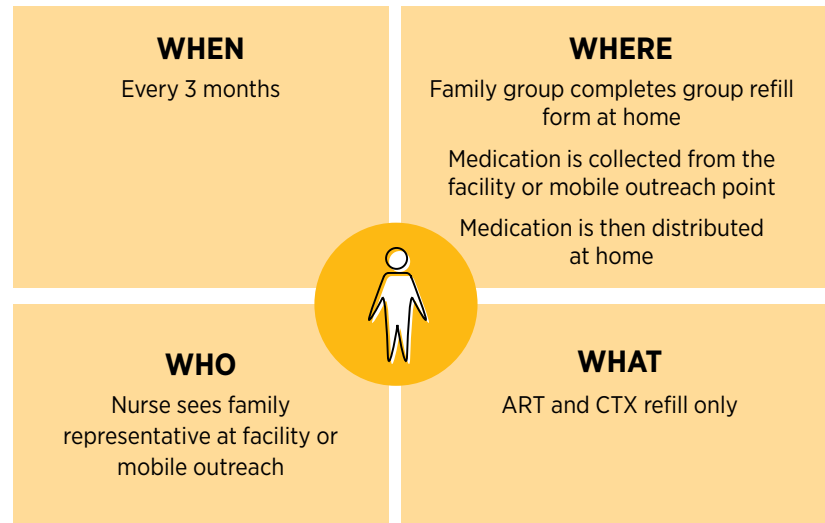 WHEN
Every 3 months
WHERE
Family group completes group refill
form at home
Medication is collected from the
facility or mobile outreach point
Medication is then distributed
at home
WHO
Nurse sees family
representative at facility or
mobile outreach
WHAT
ART and CTX refill only